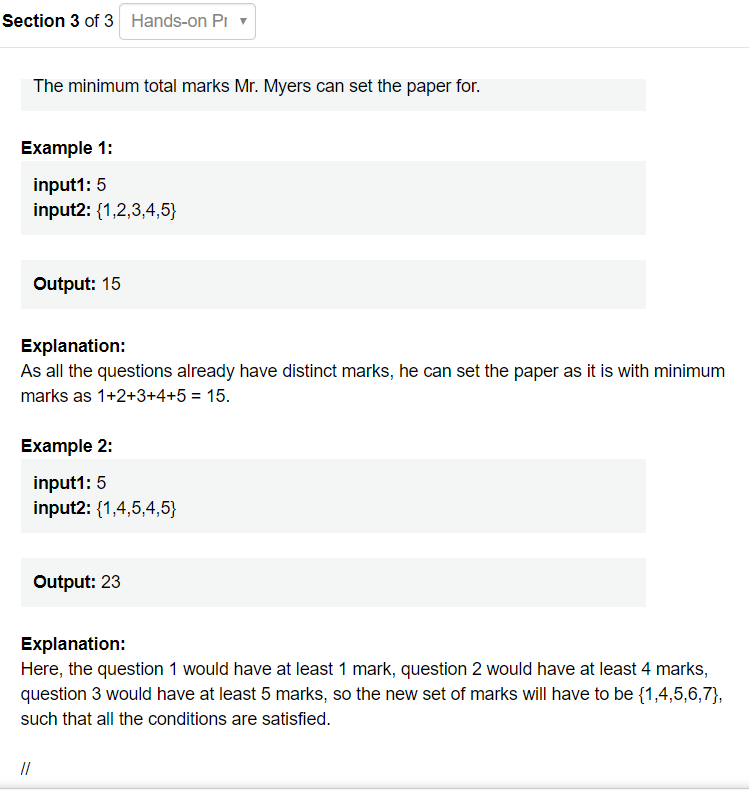 Section 3 of 3 Hands-on Pr
The minimum total marks Mr. Myers can set the paper for.
Example 1:
input1: 5
input2: {1,2,3,4,5}
Output: 15
Explanation:
As all the questions already have distinct marks, he can set the paper as it is with minimum
marks as 1+2+3+4+5 = 15.
Example 2:
input1: 5
input2: {1,4,5,4,5}
Output: 23
Explanation:
Here, the question 1 would have at least 1 mark, question 2 would have at least 4 marks,
question 3 would have at least 5 marks, so the new set of marks will have to be {1,4,5,6,7},
such that all the conditions are satisfied.
//